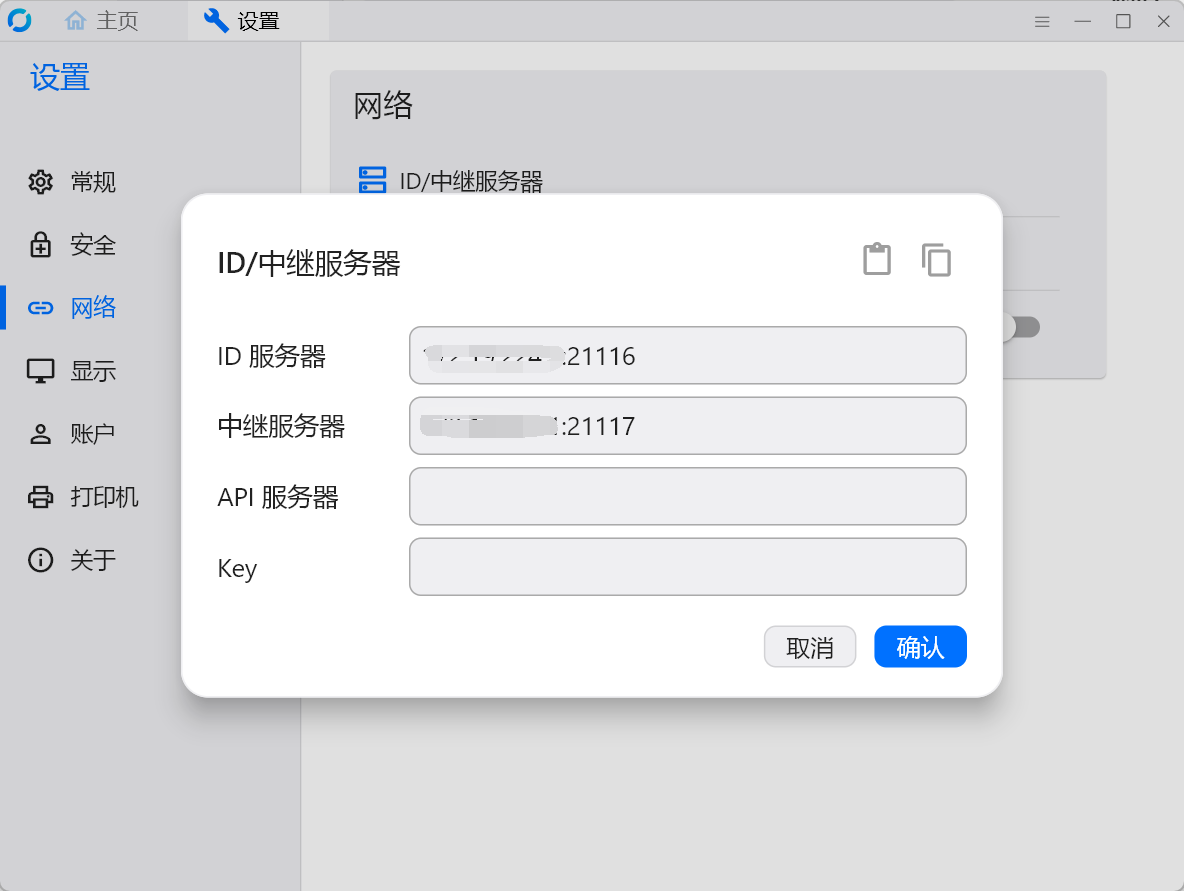 主页
设置
设置
常规
安全
网络
显示
账户
打印机
关于
网络
ID/中继服务器
ID/中继服务器
ID 服务器
:21116
中继服务器
:21117
API 服务器
Key
取消
确认